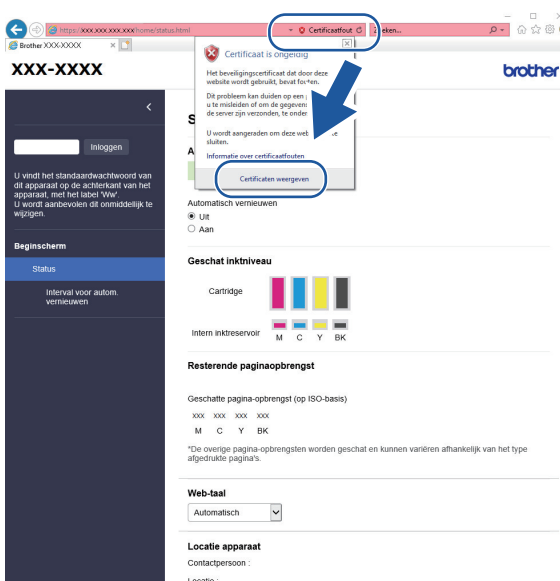 https://xxx.xxx.xxx.xxx/home/status.html
Certificaatfout
Brother XXX-XXXX
XXX-XXXX
brother
Certificaat is ongeldig
Het beveiligingscertificaat dat door deze
website wordt gebruikt, bevat fouten.
Dit probleem kan duiden op een
u te misleiden of om de gegevens
de server zijn verzonden, te onder
U wordt aangeraden om deze web te
sluiten.
Informatie over certificaatfouten
Certificaten weergeven
Inloggen
U vindt het standaardwachtwoord van
dit apparaat op de achterkant van het
apparaat, met het label 'Ww'.
U wordt aanbevolen dit onmiddellijk te
wijzigen.
Beginscherm
Status
Interval voor autom.
vernieuwen
Automatisch vernieuwen
Uit
Aan
Geschat inktniveau
Cartridge
Intern inktreservoir
M C Y BK
Resterende paginaopbrengst
Geschatte pagina-opbrengst (op ISO-basis)
xxx xxx xxx xxx
M C Y BK
*De overige pagina-opbrengsten worden geschat en kunnen variëren afhankelijk van het type
afgedrukte pagina's.
Web-taal
Automatisch
Locatie apparaat
Contactpersoon :
Locatie :